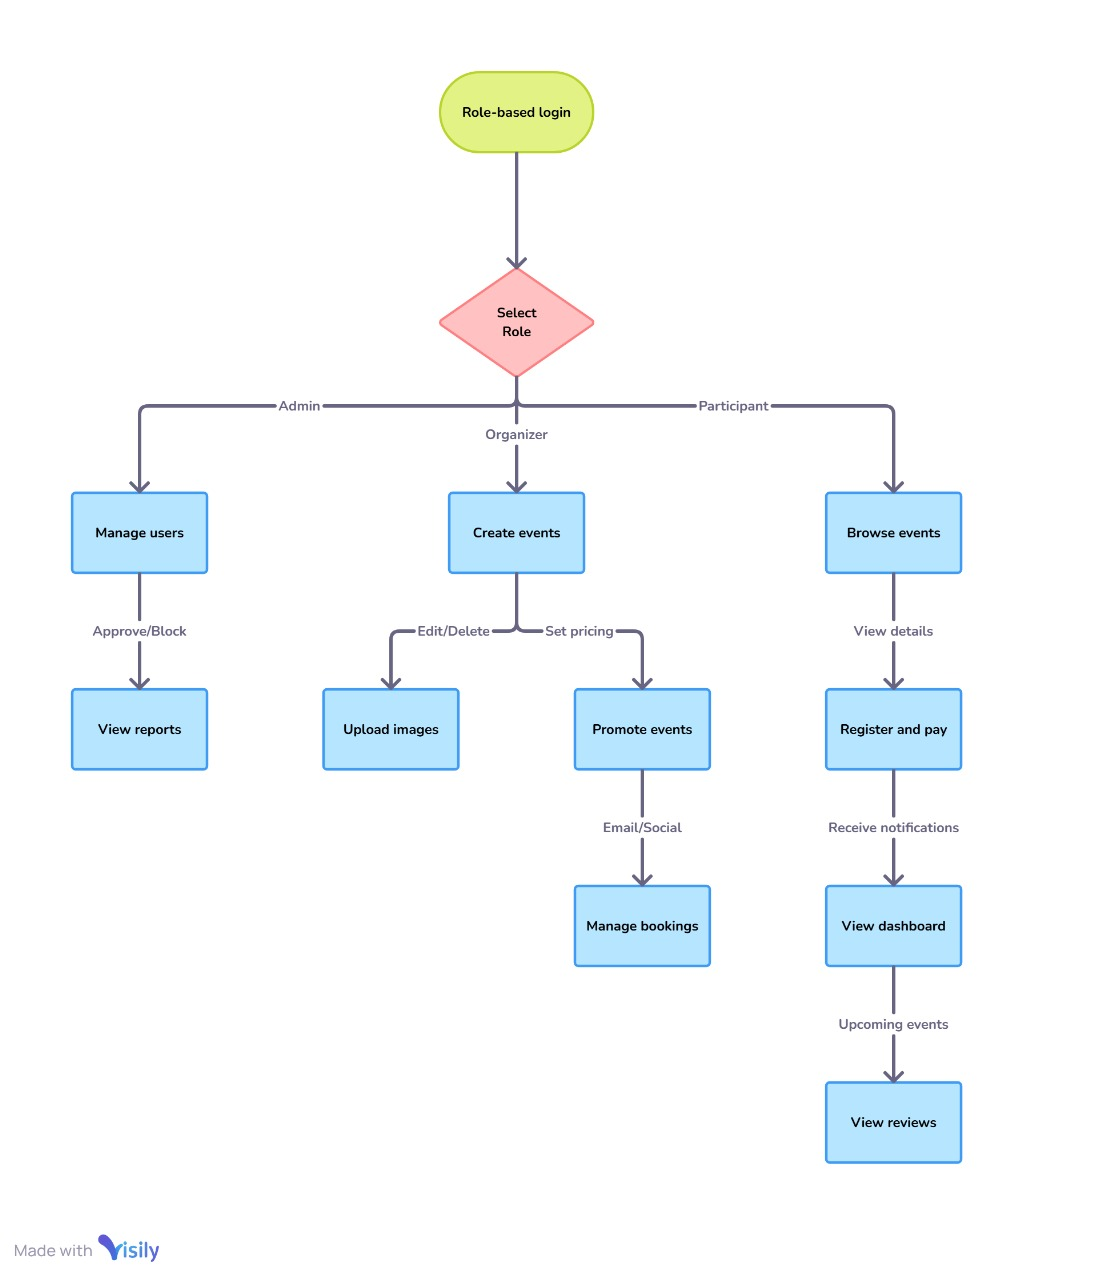 Role-based login
Select
Role
Admin
Participant
Organizer
Manage users
Create events
Browse events
Approve/Block
Edit/Delete
Set pricing
View details
View reports
Upload images
Promote events
Register and pay
Email/Social
Receive notifications
Manage bookings
View dashboard
Upcoming events
View reviews
Made with Visily